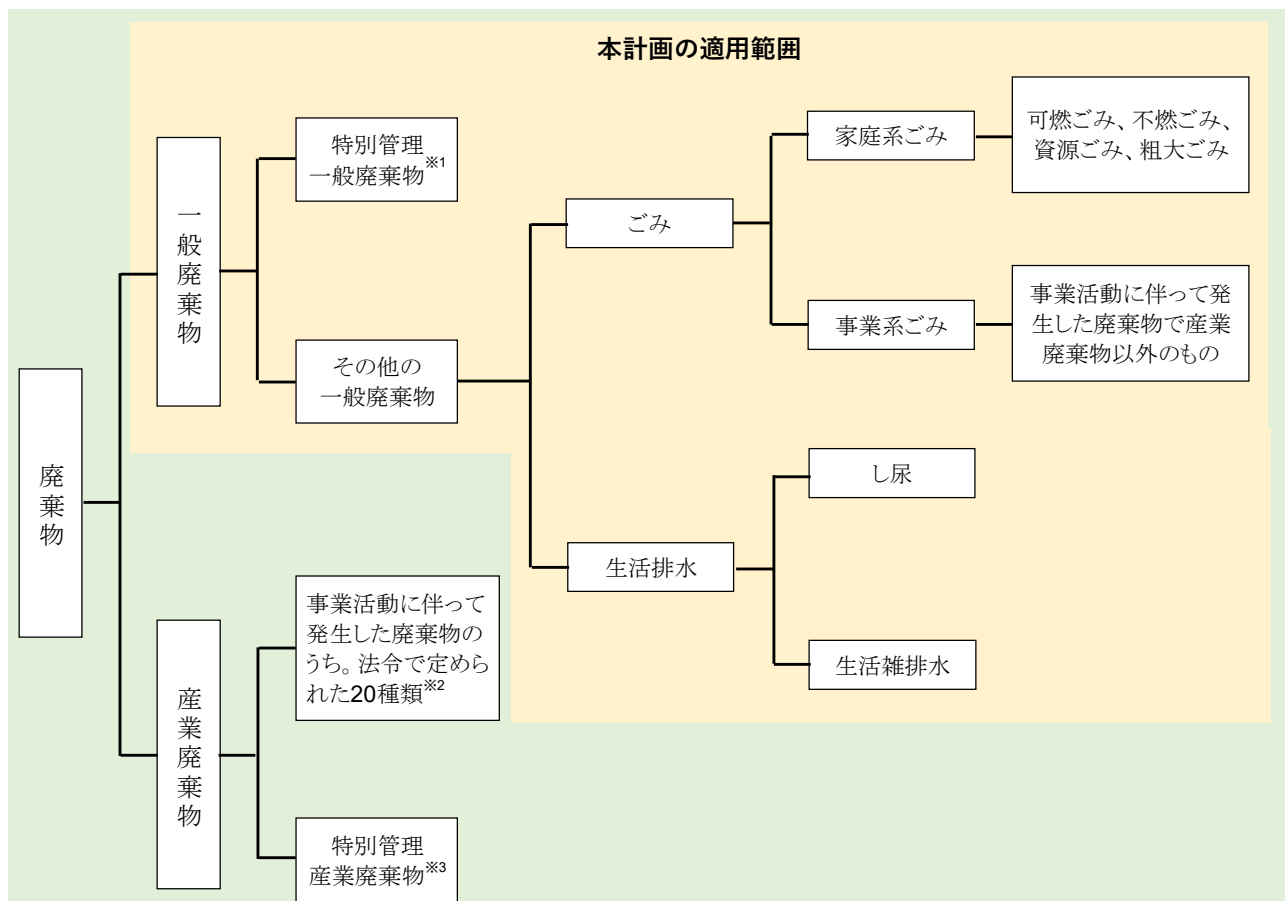 本計画の適用範囲
廃棄物
一般廃棄物
特別管理
一般廃棄物※1
その他の
一般廃棄物
ごみ
家庭系ごみ
可燃ごみ、不燃ごみ、
資源ごみ、粗大ごみ
事業系ごみ
事業活動に伴って発
生した廃棄物で産業
廃棄物以外のもの
生活排水
し尿
生活雑排水
産業廃棄物
事業活動に伴って
発生した廃棄物の
うち。法令で定めら
れた20種類※2
特別管理
産業廃棄物※3